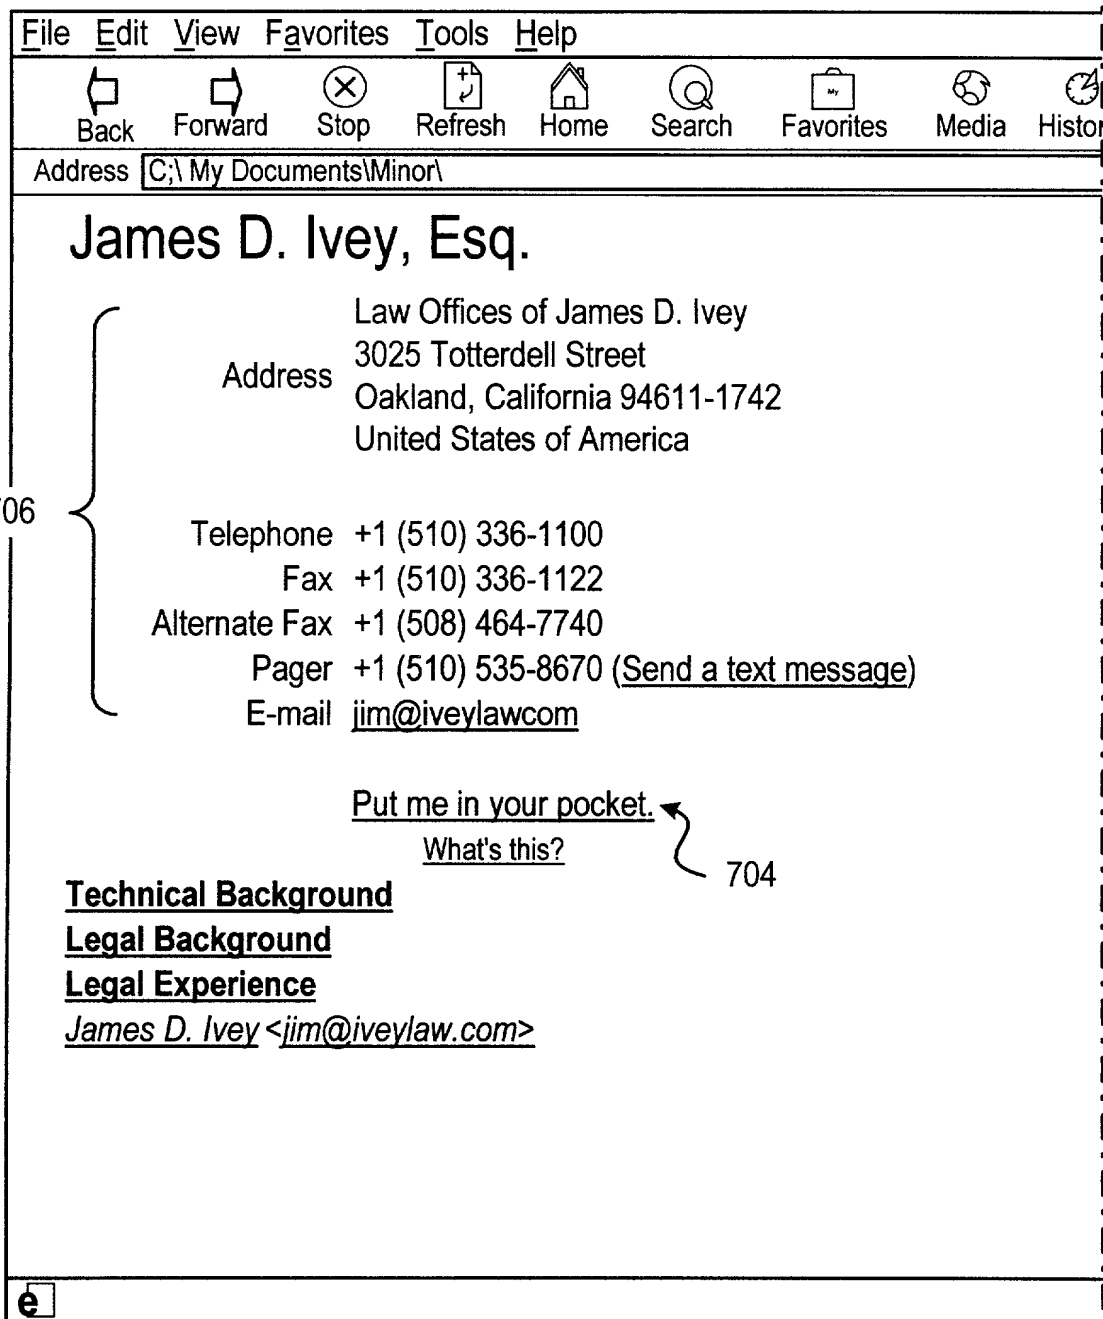 File Edit View Favorites Tools Help
Back Forward Stop Refresh Home Search My Favorites Media Histor
Address C;\ My Documents\Minor\
James D. Ivey, Esq.
Address
Law Offices of James D. Ivey
3025 Totterdell Street
Oakland, California 94611-1742
United States of America
06
Telephone +1 (510) 336-1100
Fax +1 (510) 336-1122
Alternate Fax +1 (508) 464-7740
Pager +1 (510) 535-8670 (Send a text message)
E-mail jim@iveylawcom
Put me in your pocket.
What's this?
704
Technical Background
Legal Background
Legal Experience
James D. Ivey <jim@iveylaw.com>
e